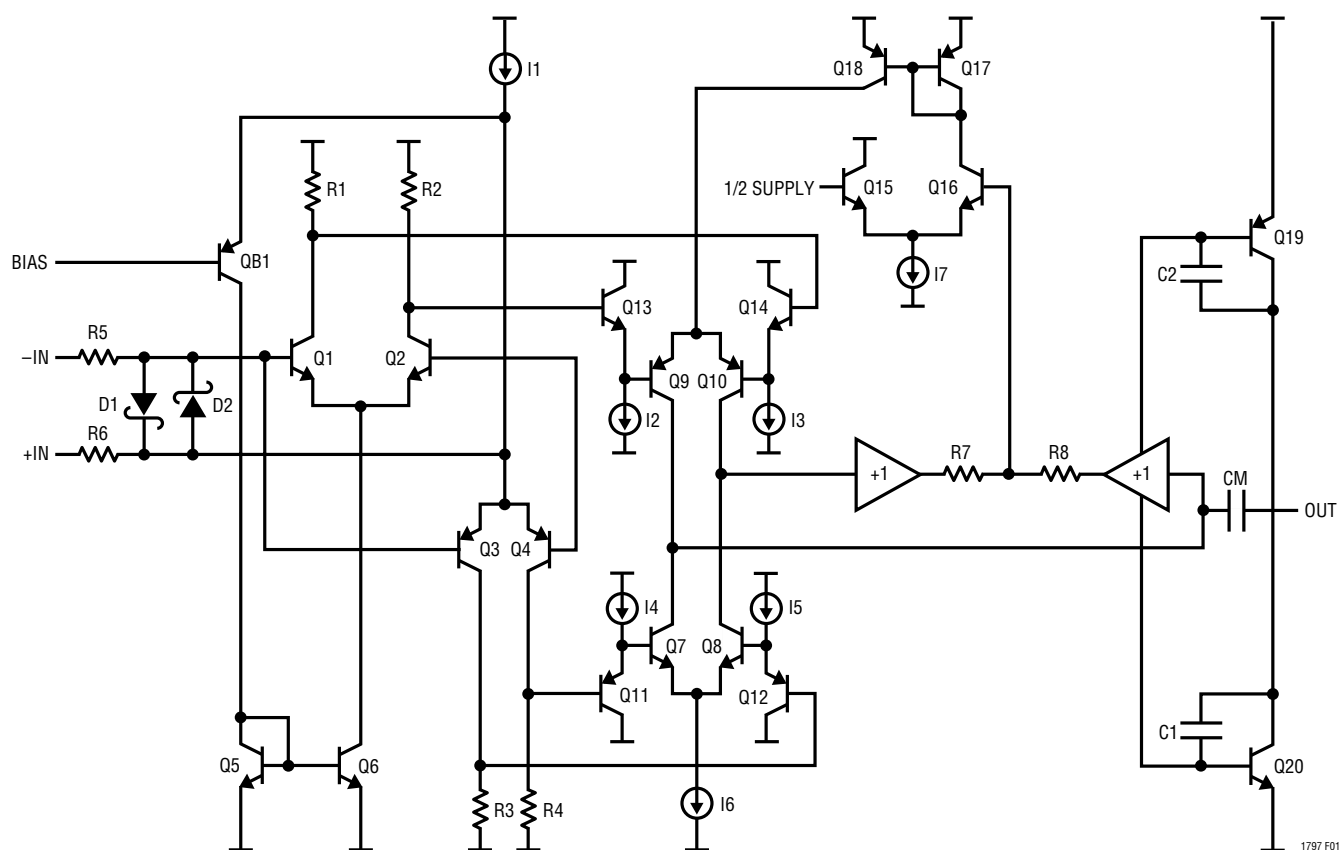 I1
Q18
Q17
R1
R2
1/2 SUPPLY
Q15
Q16
BIAS
QB1
Q19
I7
C2
Q13
Q14
R5
–IN
Q1
Q2
Q9
Q10
D1
D2
I2
I3
R6
+IN
+1
R7
R8
+1
CM
OUT
Q3
Q4
I4
I5
Q7
Q8
Q11
Q12
C1
Q5
Q6
Q20
R3
R4
I6
1797 F01